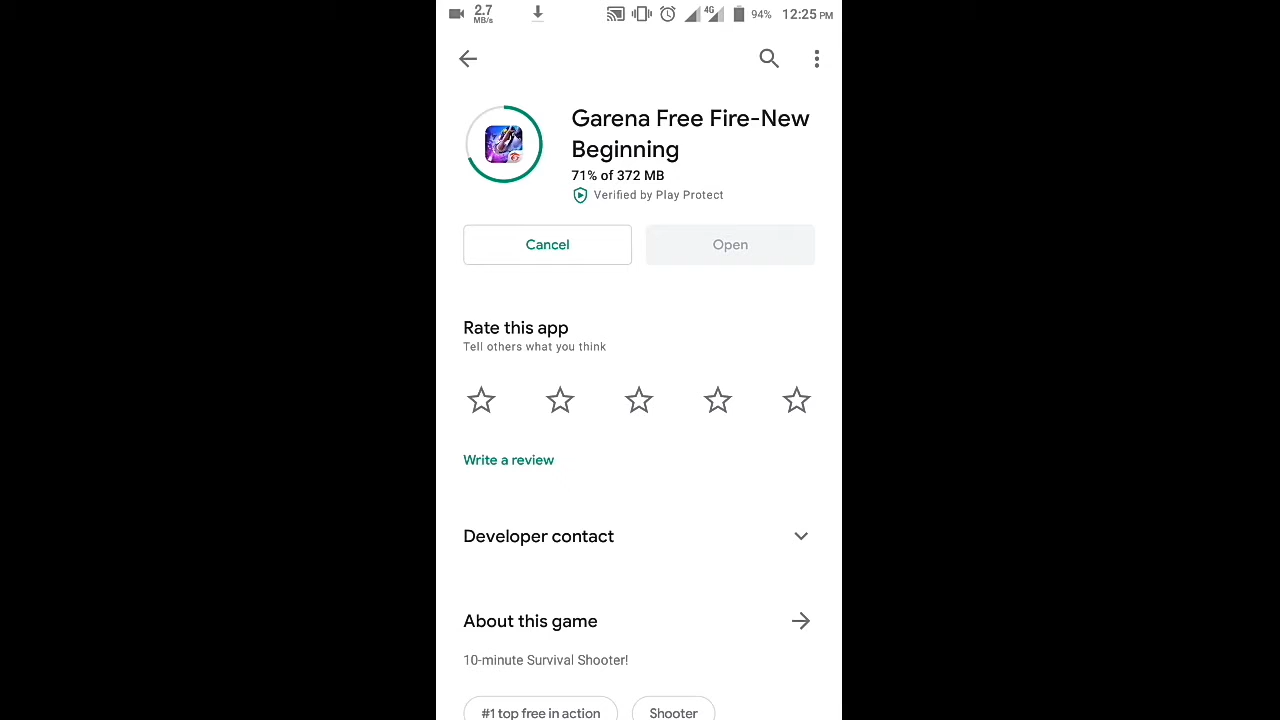 2.7
MB/s
4G
94%
12:25 PM
Garena Free Fire-New
Beginning
71% of 372 MB
Verified by Play Protect
Cancel
Open
Rate this app
Tell others what you think
Write a review
Developer contact
About this game
10-minute Survival Shooter!
#1 top free in action
Shooter